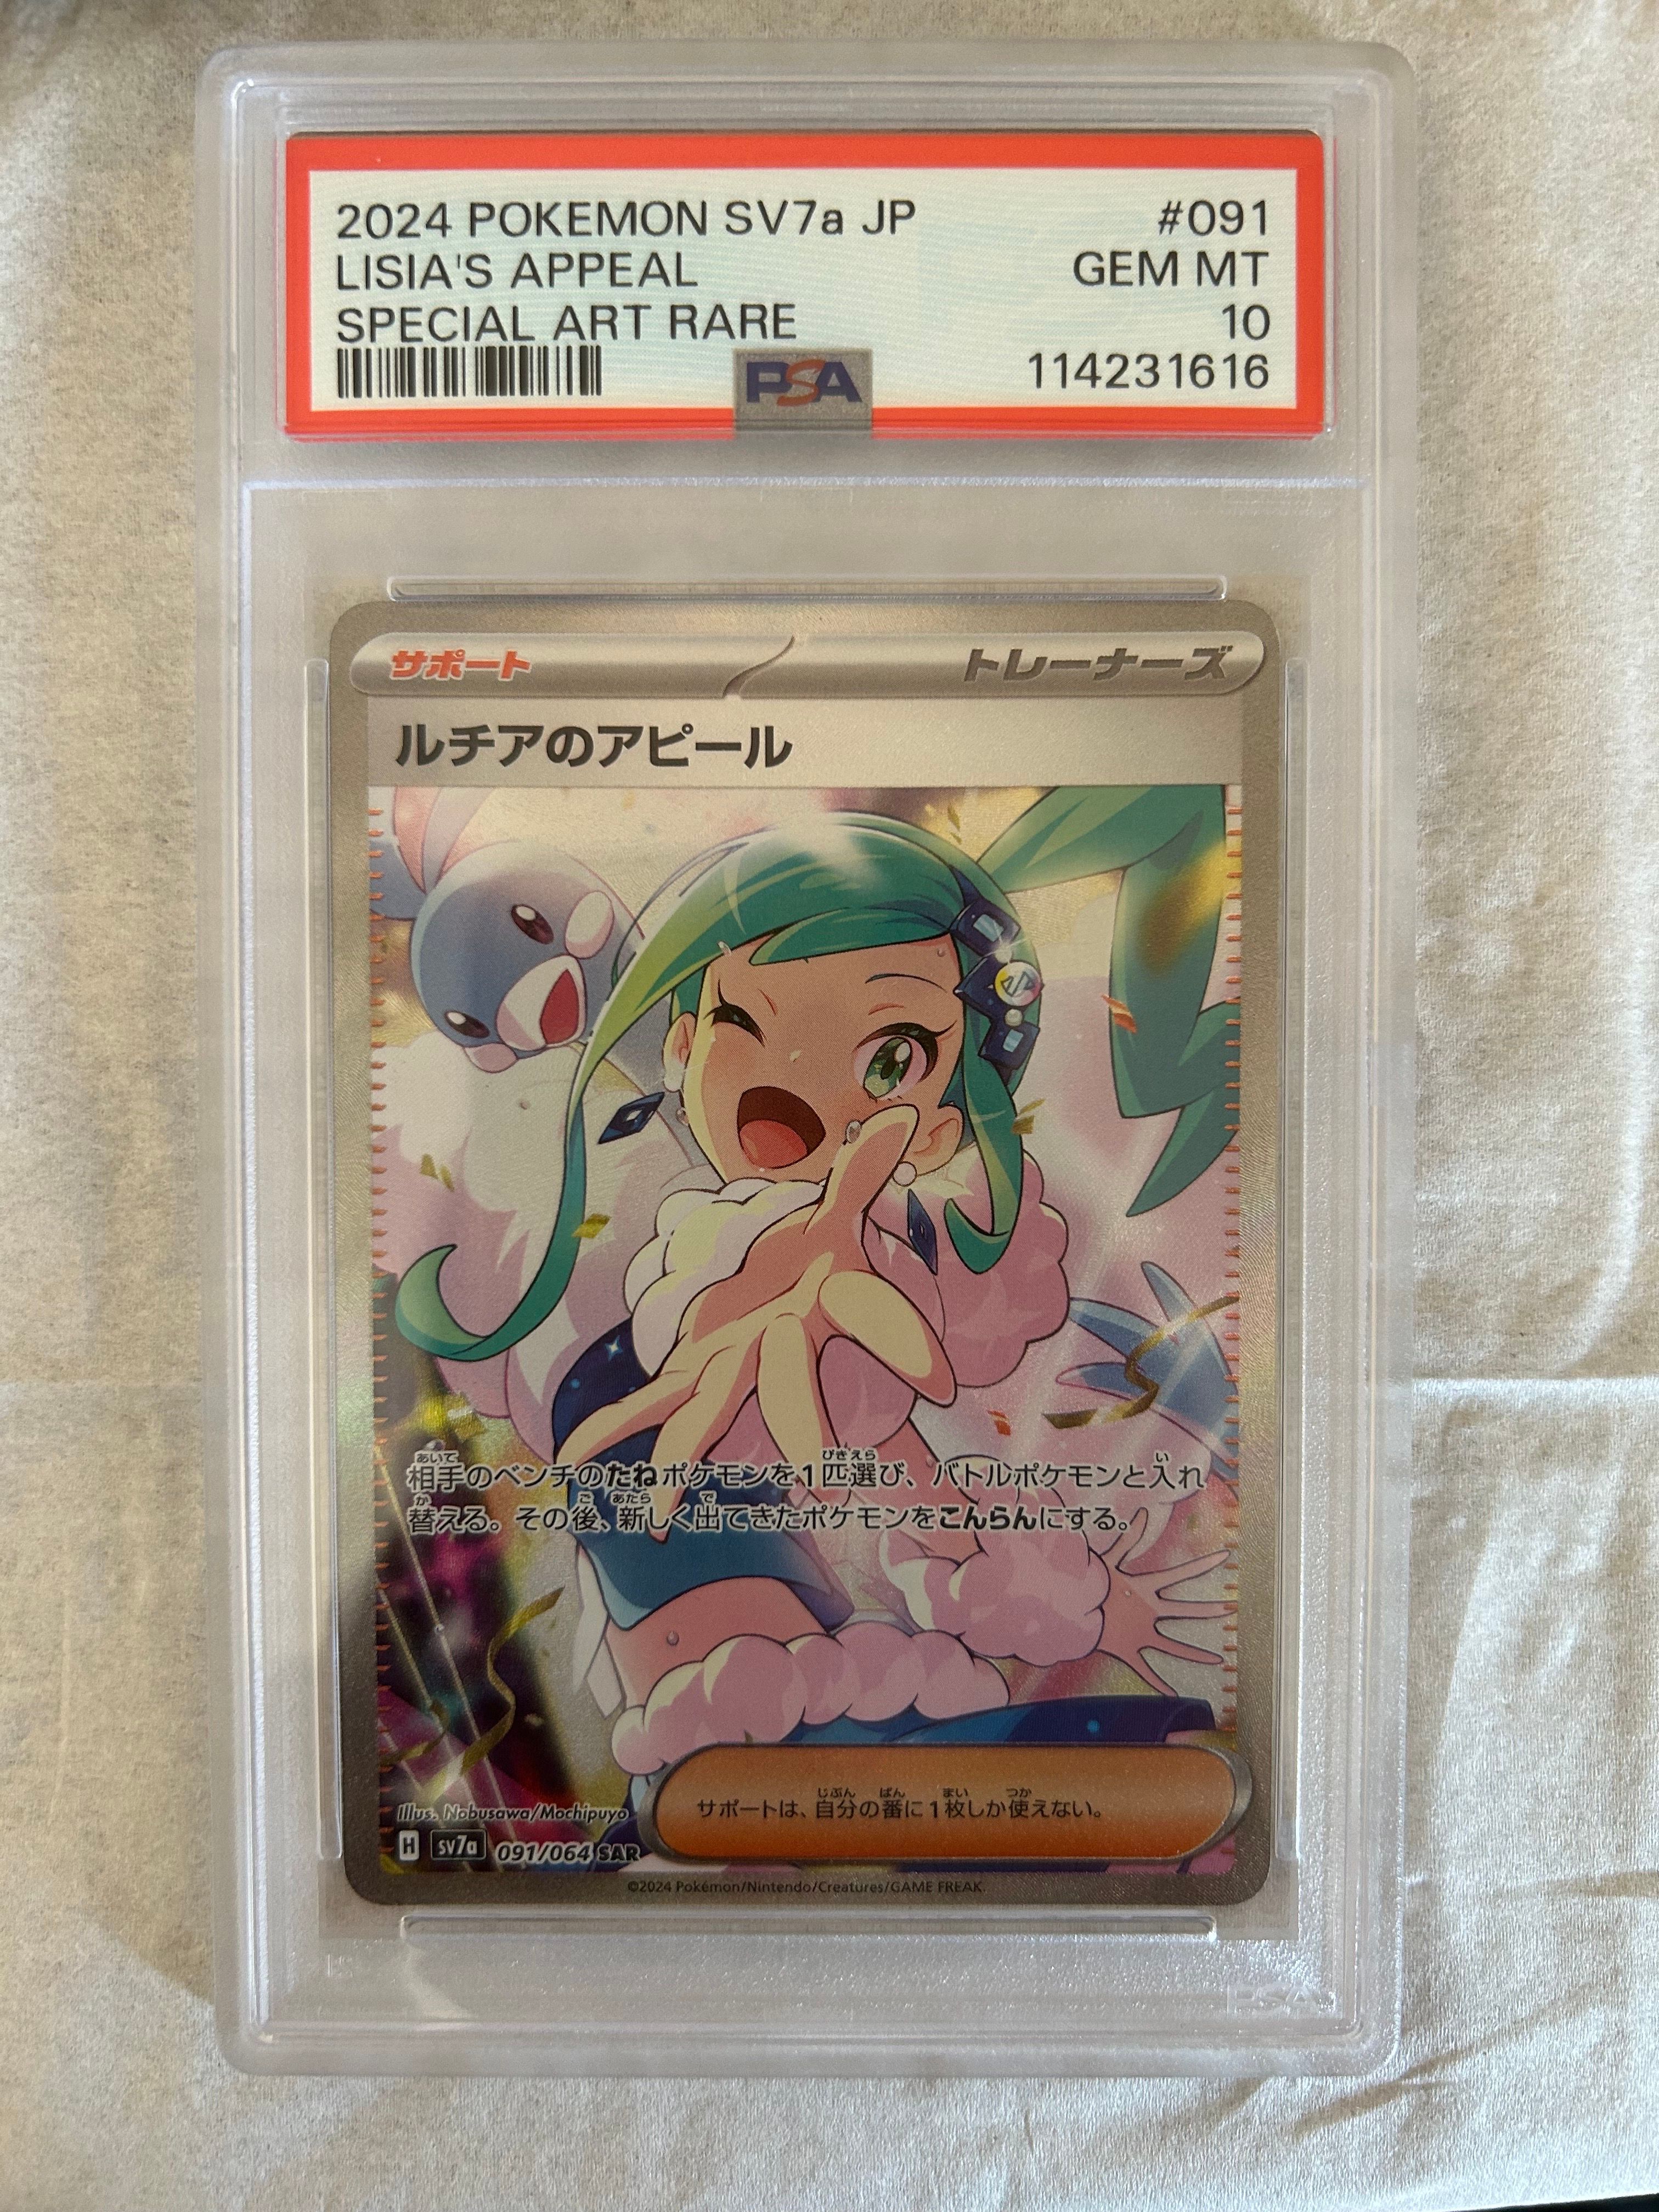 2024 POKEMON SV7a JP #091
LISIA'S APPEAL GEM MT
SPECIAL ART RARE 10
PSA 114231616
サポート トレーナーズ
ルチアのアピール
相手のベンチのたねポケモンを1匹選び、バトルポケモンと入れ
替える。その後、新しく出てきたポケモンをこんらんにする。
サポートは、自分の番に1枚しか使えない。
Illus. Nobusawa/Mochipuyo
H sv7a 091/064 SAR
©2024 Pokémon/Nintendo/Creatures/GAME FREAK.
PSA